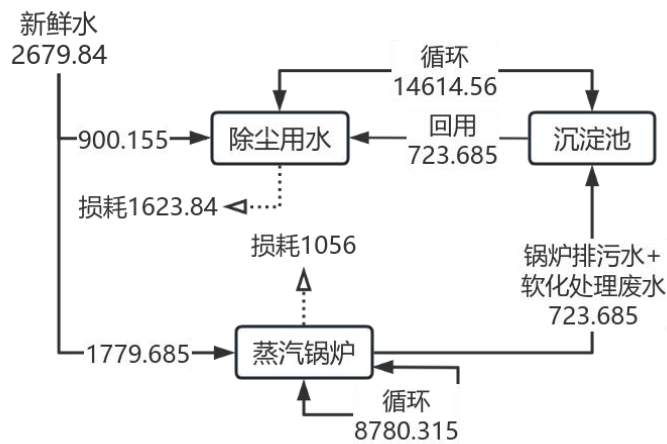 新鲜水
2679.84
循环
14614.56
900.155
除尘用水
回用
723.685
沉淀池
损耗1623.84
损耗1056
锅炉排污水+
软化处理废水
723.685
1779.685
蒸汽锅炉
循环
8780.315